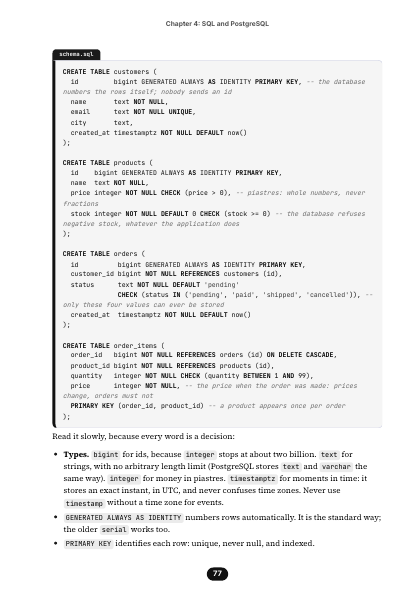 Chapter 4: SQL and PostgreSQL
schema.sql
CREATE TABLE customers (
  id         bigint GENERATED ALWAYS AS IDENTITY PRIMARY KEY, -- the database
numbers the rows itself; nobody sends an id
  name       text NOT NULL,
  email      text NOT NULL UNIQUE,
  city       text,
  created_at timestamptz NOT NULL DEFAULT now()
);
CREATE TABLE products (
  id    bigint GENERATED ALWAYS AS IDENTITY PRIMARY KEY,
  name  text NOT NULL,
  price integer NOT NULL CHECK (price > 0), -- piastres: whole numbers, never
fractions
  stock integer NOT NULL DEFAULT 0 CHECK (stock >= 0) -- the database refuses
negative stock, whatever the application does
);
CREATE TABLE orders (
  id          bigint GENERATED ALWAYS AS IDENTITY PRIMARY KEY,
  customer_id bigint NOT NULL REFERENCES customers (id),
  status      text NOT NULL DEFAULT 'pending'
              CHECK (status IN ('pending', 'paid', 'shipped', 'cancelled')), --
only these four values can ever be stored
  created_at  timestamptz NOT NULL DEFAULT now()
);
CREATE TABLE order_items (
  order_id   bigint NOT NULL REFERENCES orders (id) ON DELETE CASCADE,
  product_id bigint NOT NULL REFERENCES products (id),
  quantity   integer NOT NULL CHECK (quantity BETWEEN 1 AND 99),
  price      integer NOT NULL, -- the price when the order was made: prices
change, orders must not
  PRIMARY KEY (order_id, product_id) -- a product appears once per order
);
Read it slowly, because every word is a decision:
• Types. bigint for ids, because integer stops at about two billion. text for
strings, with no arbitrary length limit (PostgreSQL stores text and varchar the
same way). integer for money in piastres. timestamptz for moments in time: it
stores an exact instant, in UTC, and never confuses time zones. Never use
timestamp without a time zone for events.
• GENERATED ALWAYS AS IDENTITY numbers rows automatically. It is the standard way;
the older serial works too.
• PRIMARY KEY identifies each row: unique, never null, and indexed.
77